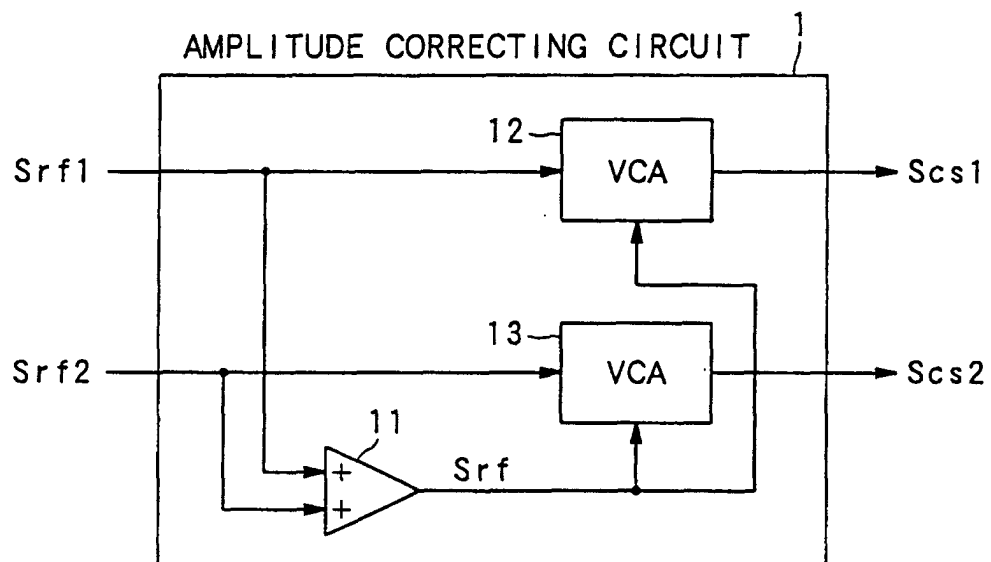 1
AMPLITUDE CORRECTING CIRCUIT
12
Srf1
VCA
Scs1
13
Srf2
VCA
Scs2
11
Srf
+
+